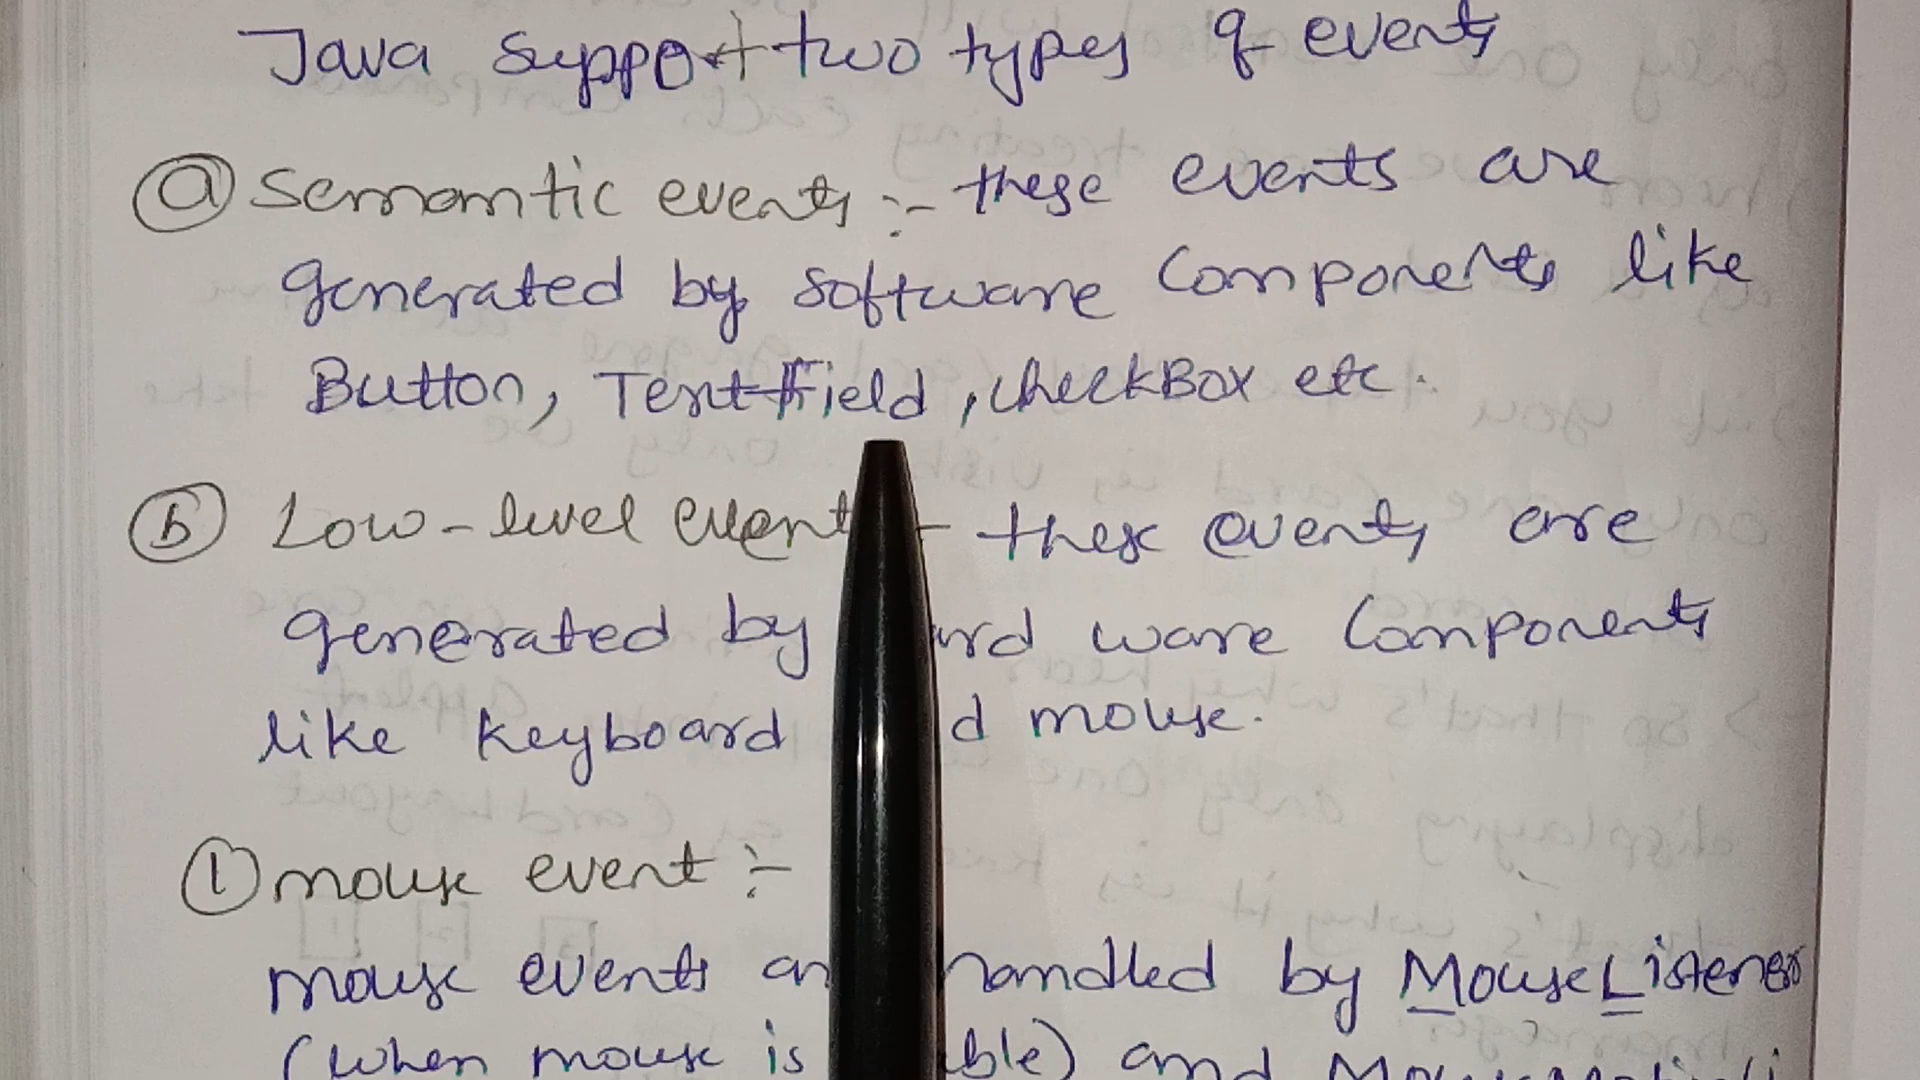 Java support two types of events
ⓐ Semantic events :- these events are
generated by software components like
Button, Textfield, checkBox etc.
ⓑ Low-level event - these events are
generated by ware components
like keyboard mouse.
① mouse event :-
mouse events handled by MouseListener
(when mouse is and